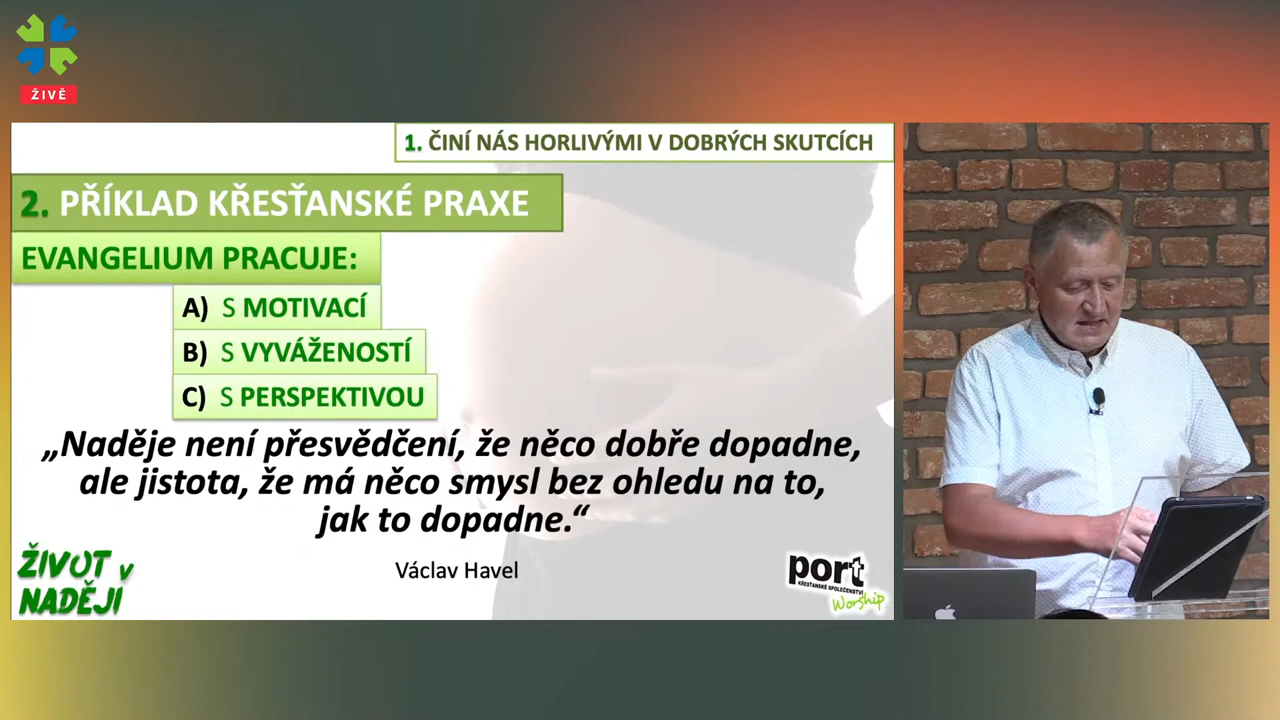 ŽIVĚ
1. ČINÍ NÁS HORLIVÝMI V DOBRÝCH SKUTCÍCH
2. PŘÍKLAD KŘESŤANSKÉ PRAXE
EVANGELIUM PRACUJE:
A) S MOTIVACÍ
B) S VYVÁŽENOSTÍ
C) S PERSPEKTIVOU
„Naděje není přesvědčení, že něco dobře dopadne,
ale jistota, že má něco smysl bez ohledu na to,
jak to dopadne.“
Václav Havel
ŽIVOT v
NADĚJI
port
KŘESŤANSKÉ SPOLEČENSTVÍ
Worship